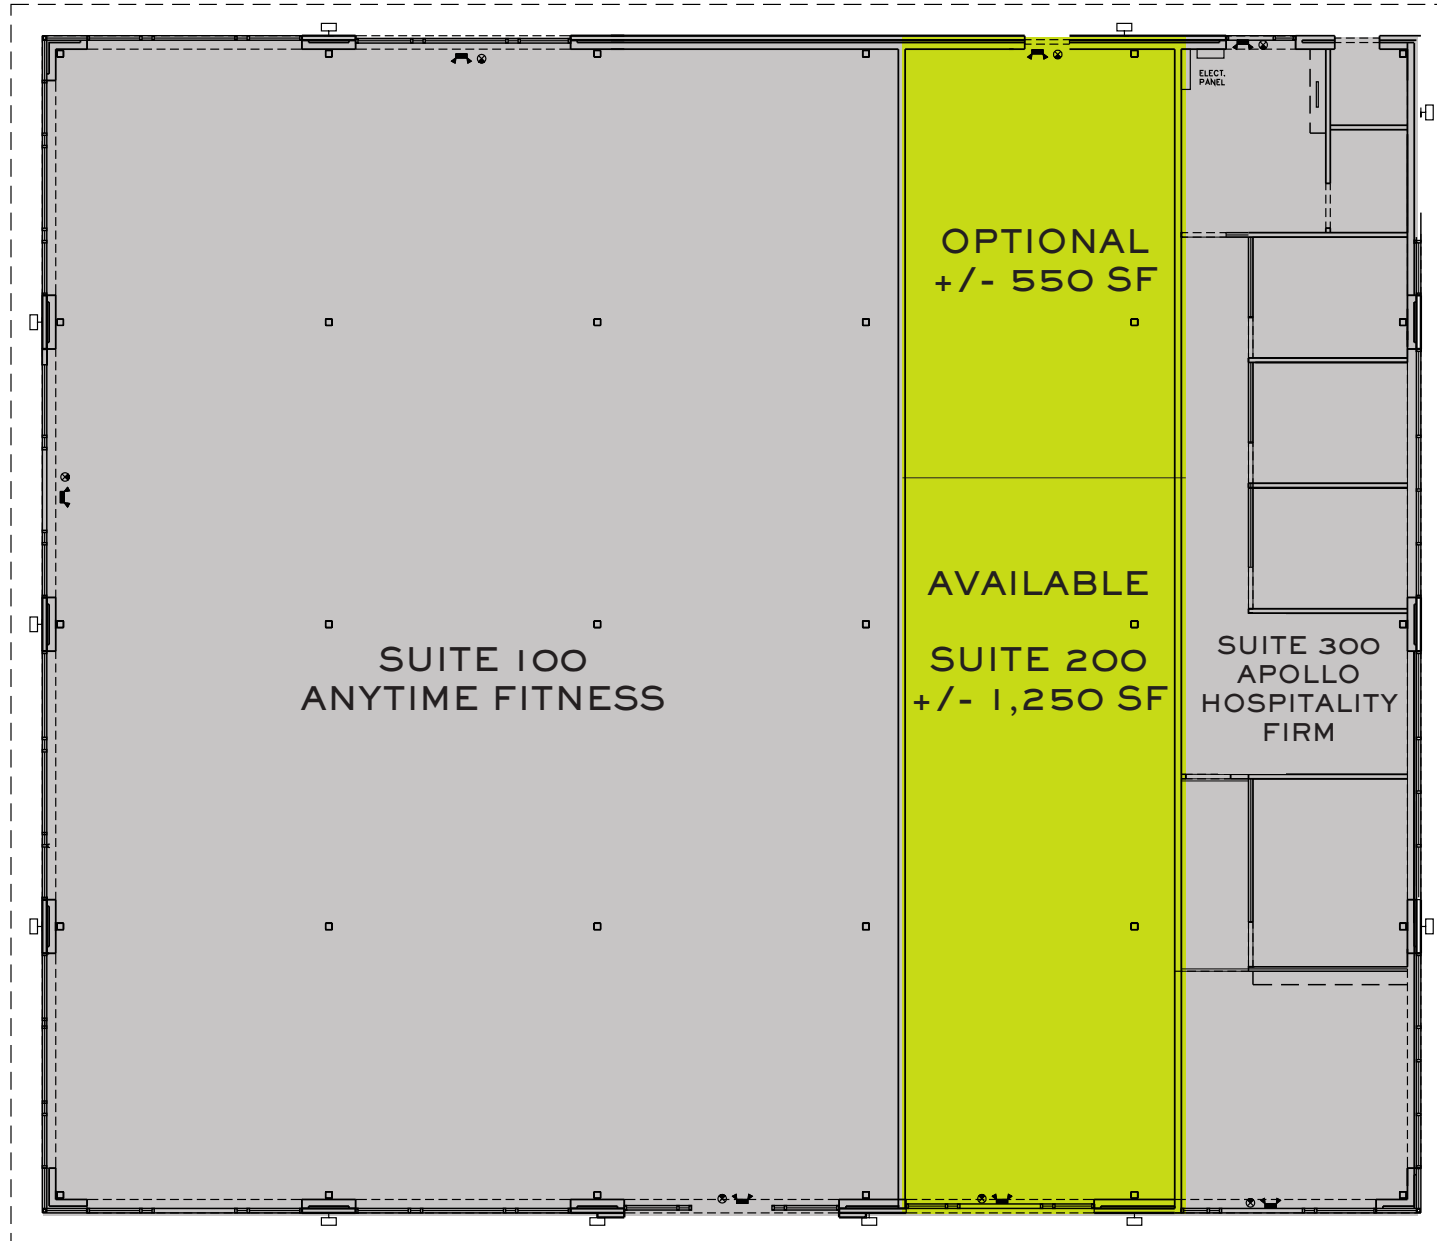 ELECT.
PANEL
OPTIONAL
+/- 550 SF
AVAILABLE
SUITE 200
+/- 1,250 SF
SUITE 100
ANYTIME FITNESS
SUITE 300
APOLLO
HOSPITALITY
FIRM